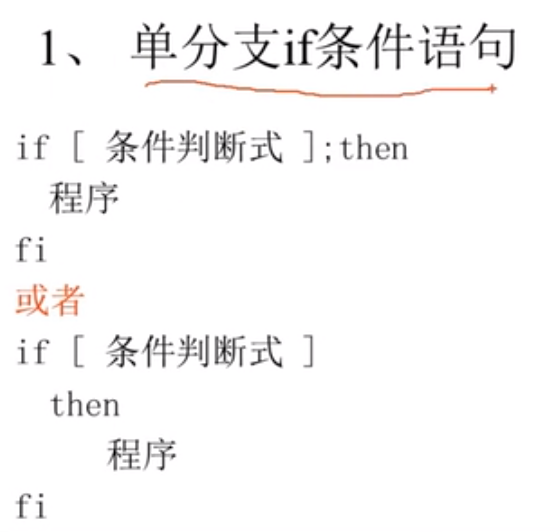 1、 单分支if条件语句
if [ 条件判断式 ];then
程序
fi
或者
if [ 条件判断式 ]
then
程序
fi